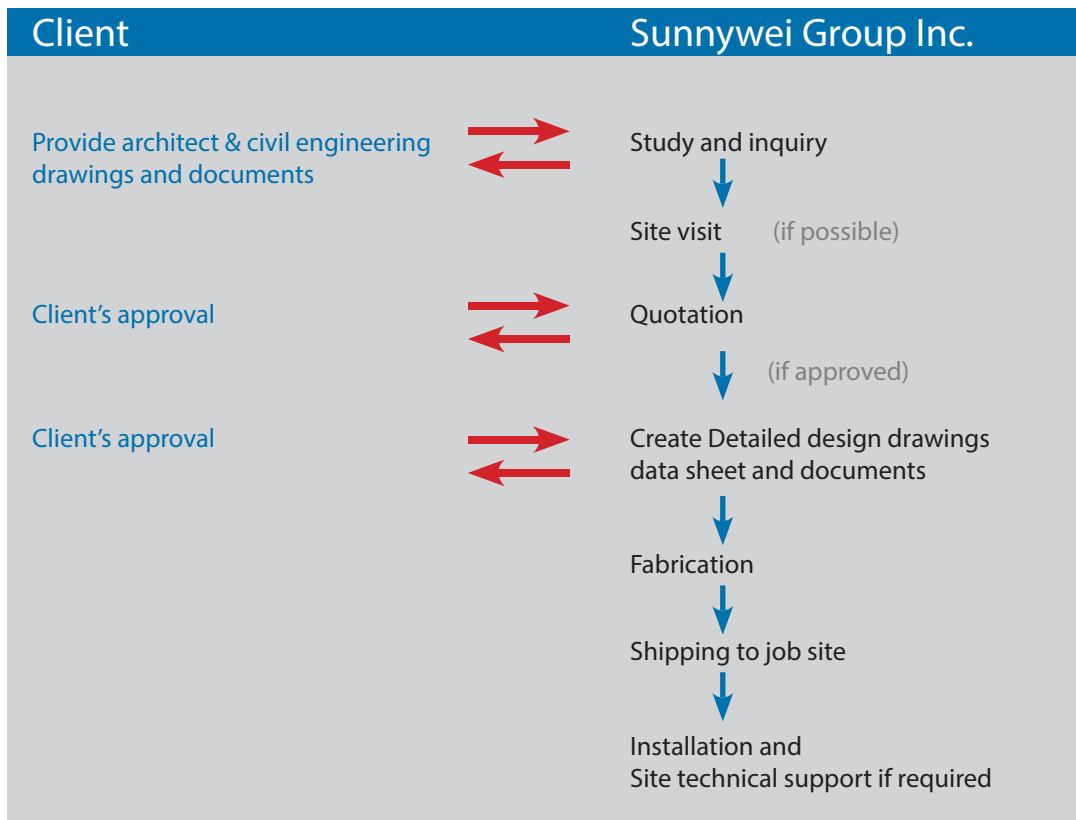 Client
Sunnywei Group Inc.
Provide architect & civil engineering
drawings and documents
Study and inquiry
Site visit (if possible)
Client’s approval
Quotation
(if approved)
Client’s approval
Create Detailed design drawings
data sheet and documents
Fabrication
Shipping to job site
Installation and
Site technical support if required